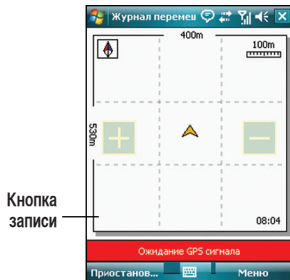 Журнал перемещ
400m
100m
530m
Кнопка
записи
08:04
Ожидание GPS сигнала
Приостанов...
Меню